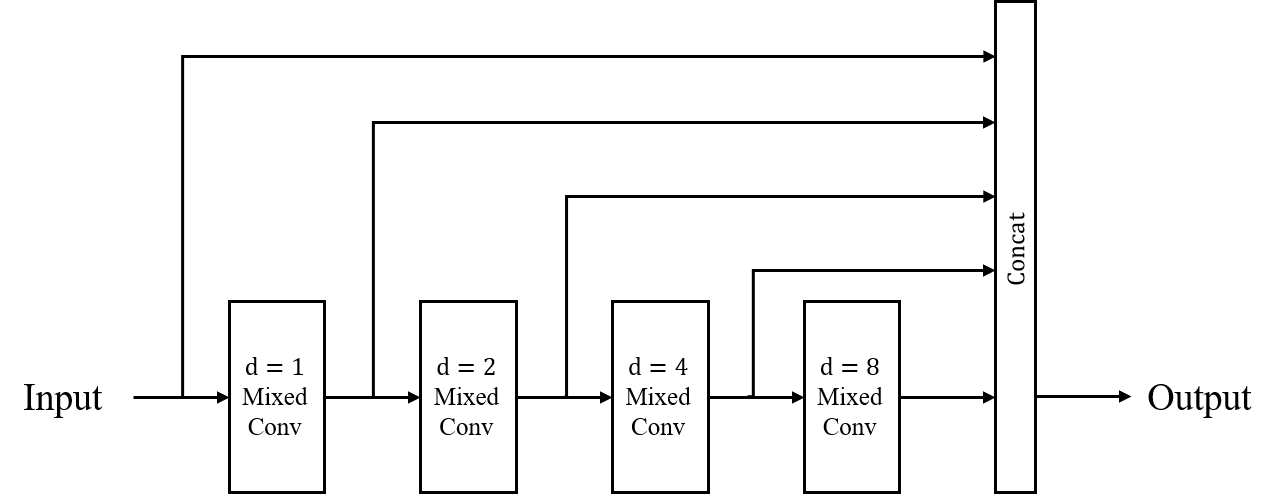 Input
d = 1
Mixed
Conv
d = 2
Mixed
Conv
d = 4
Mixed
Conv
d = 8
Mixed
Conv
Concat
Output